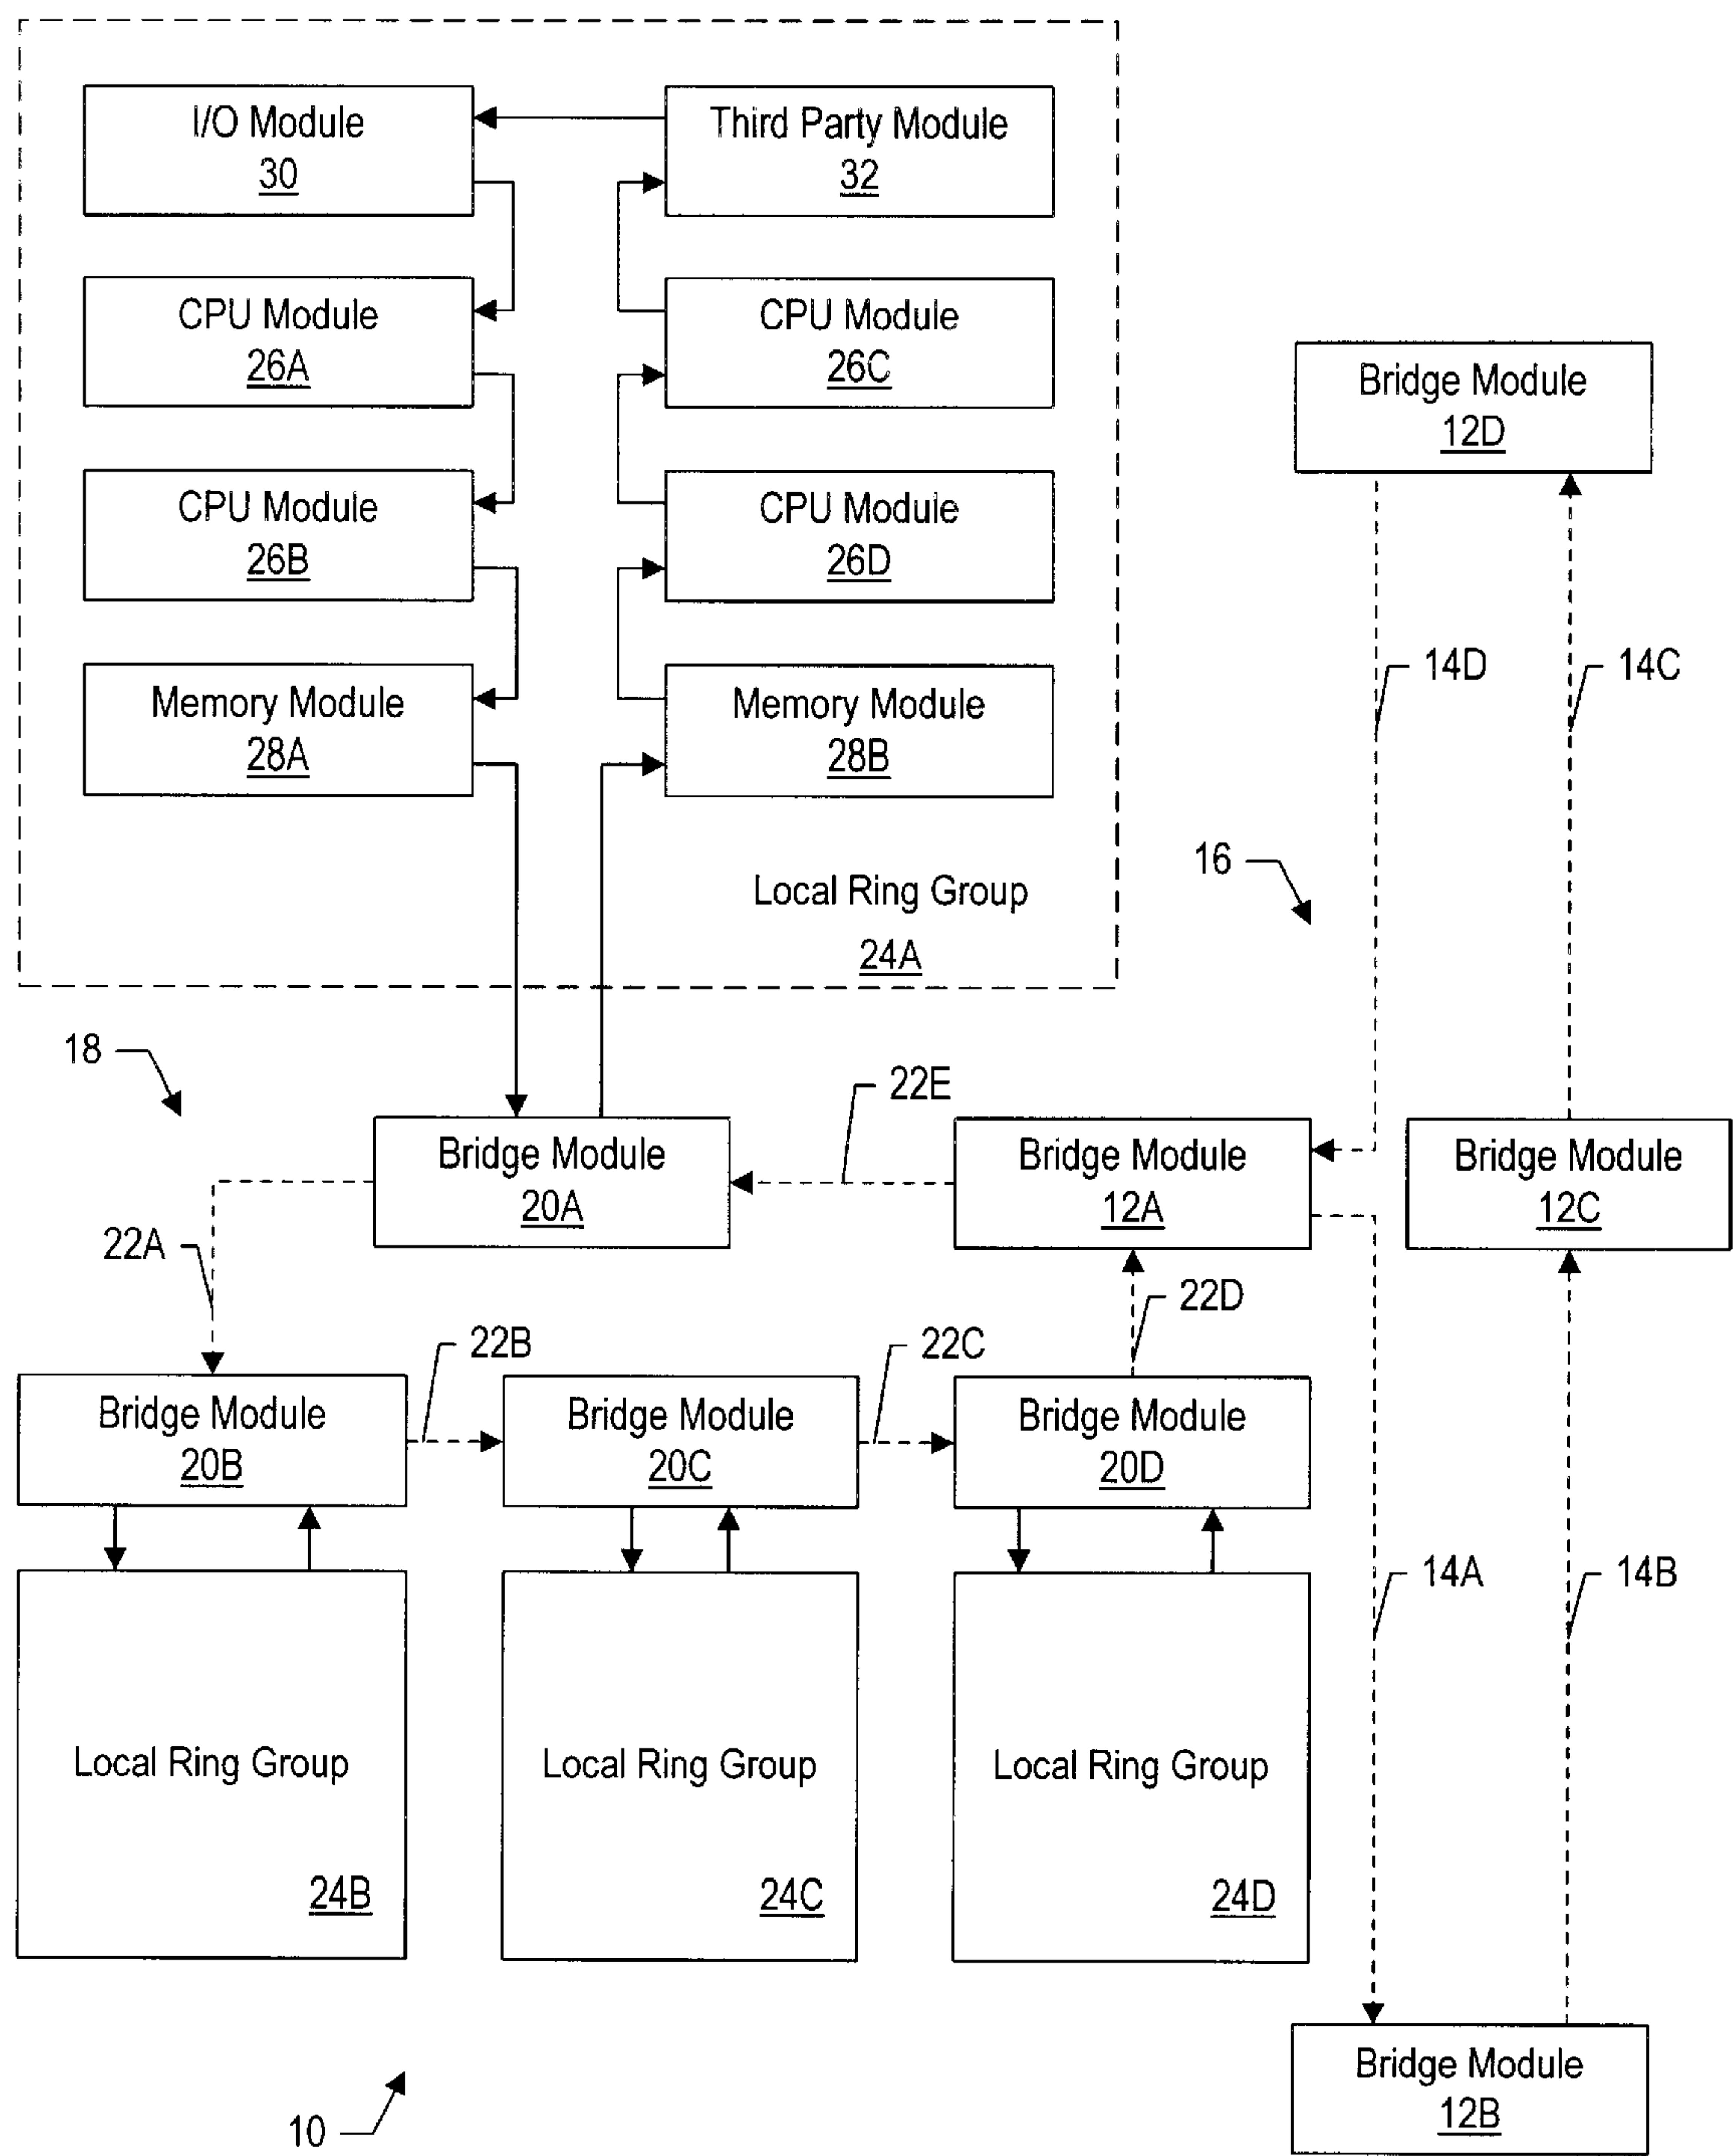 I/O Module
30
Third Party Module
32
CPU Module
26A
CPU Module
26C
Bridge Module
12D
CPU Module
26B
CPU Module
26D
14D
14C
Memory Module
28A
Memory Module
28B
16
Local Ring Group
24A
18
22E
Bridge Module
20A
Bridge Module
12A
Bridge Module
12C
22A
22D
22B
22C
Bridge Module
20B
Bridge Module
20C
Bridge Module
20D
14A
14B
Local Ring Group
24B
Local Ring Group
24C
Local Ring Group
24D
Bridge Module
12B
10